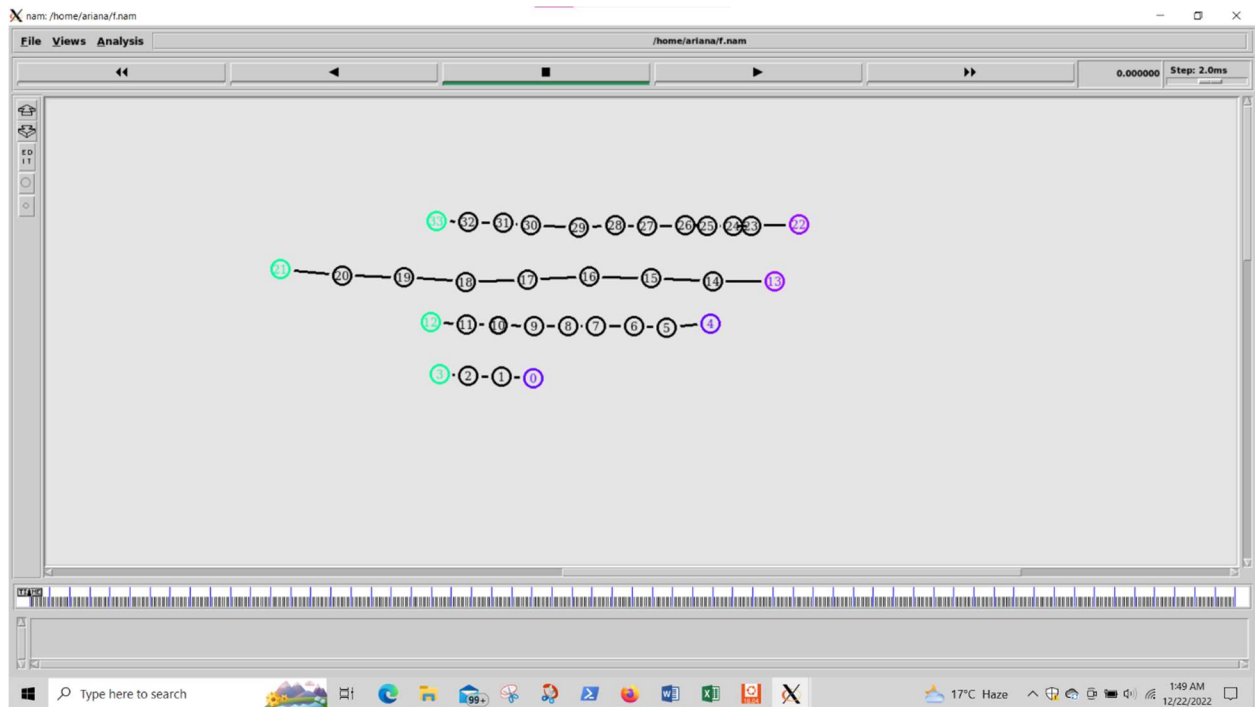 nam: /home/ariana/f.nam
File Views Analysis /home/ariana/f.nam
0.000000 Step: 2.0ms
ED
IT
33 32 31 30 29 28 27 26 25 24 23 22
21 20 19 18 17 16 15 14 13
12 11 10 9 8 7 6 5 4
3 2 1 0
TIME
Type here to search 99+ 17°C Haze 1:49 AM
12/22/2022